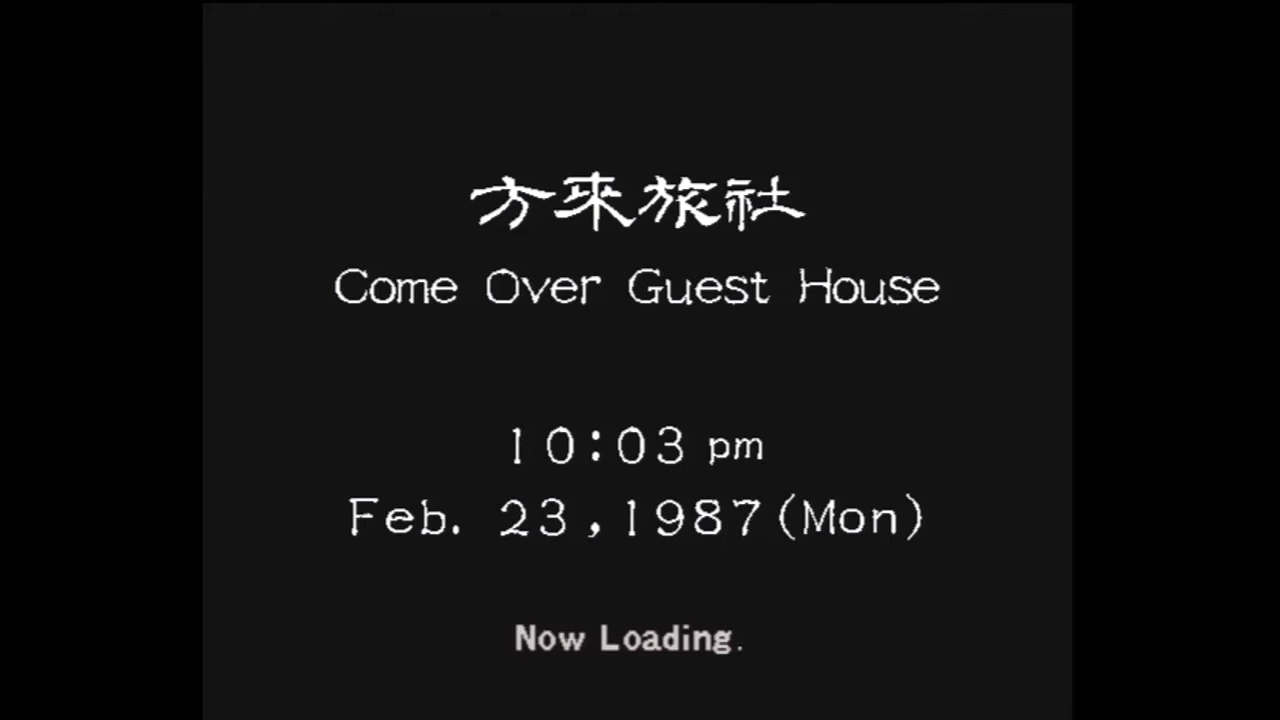 方來旅社
Come Over Guest House
10:03 pm
Feb. 23,1987(Mon)
Now Loading.